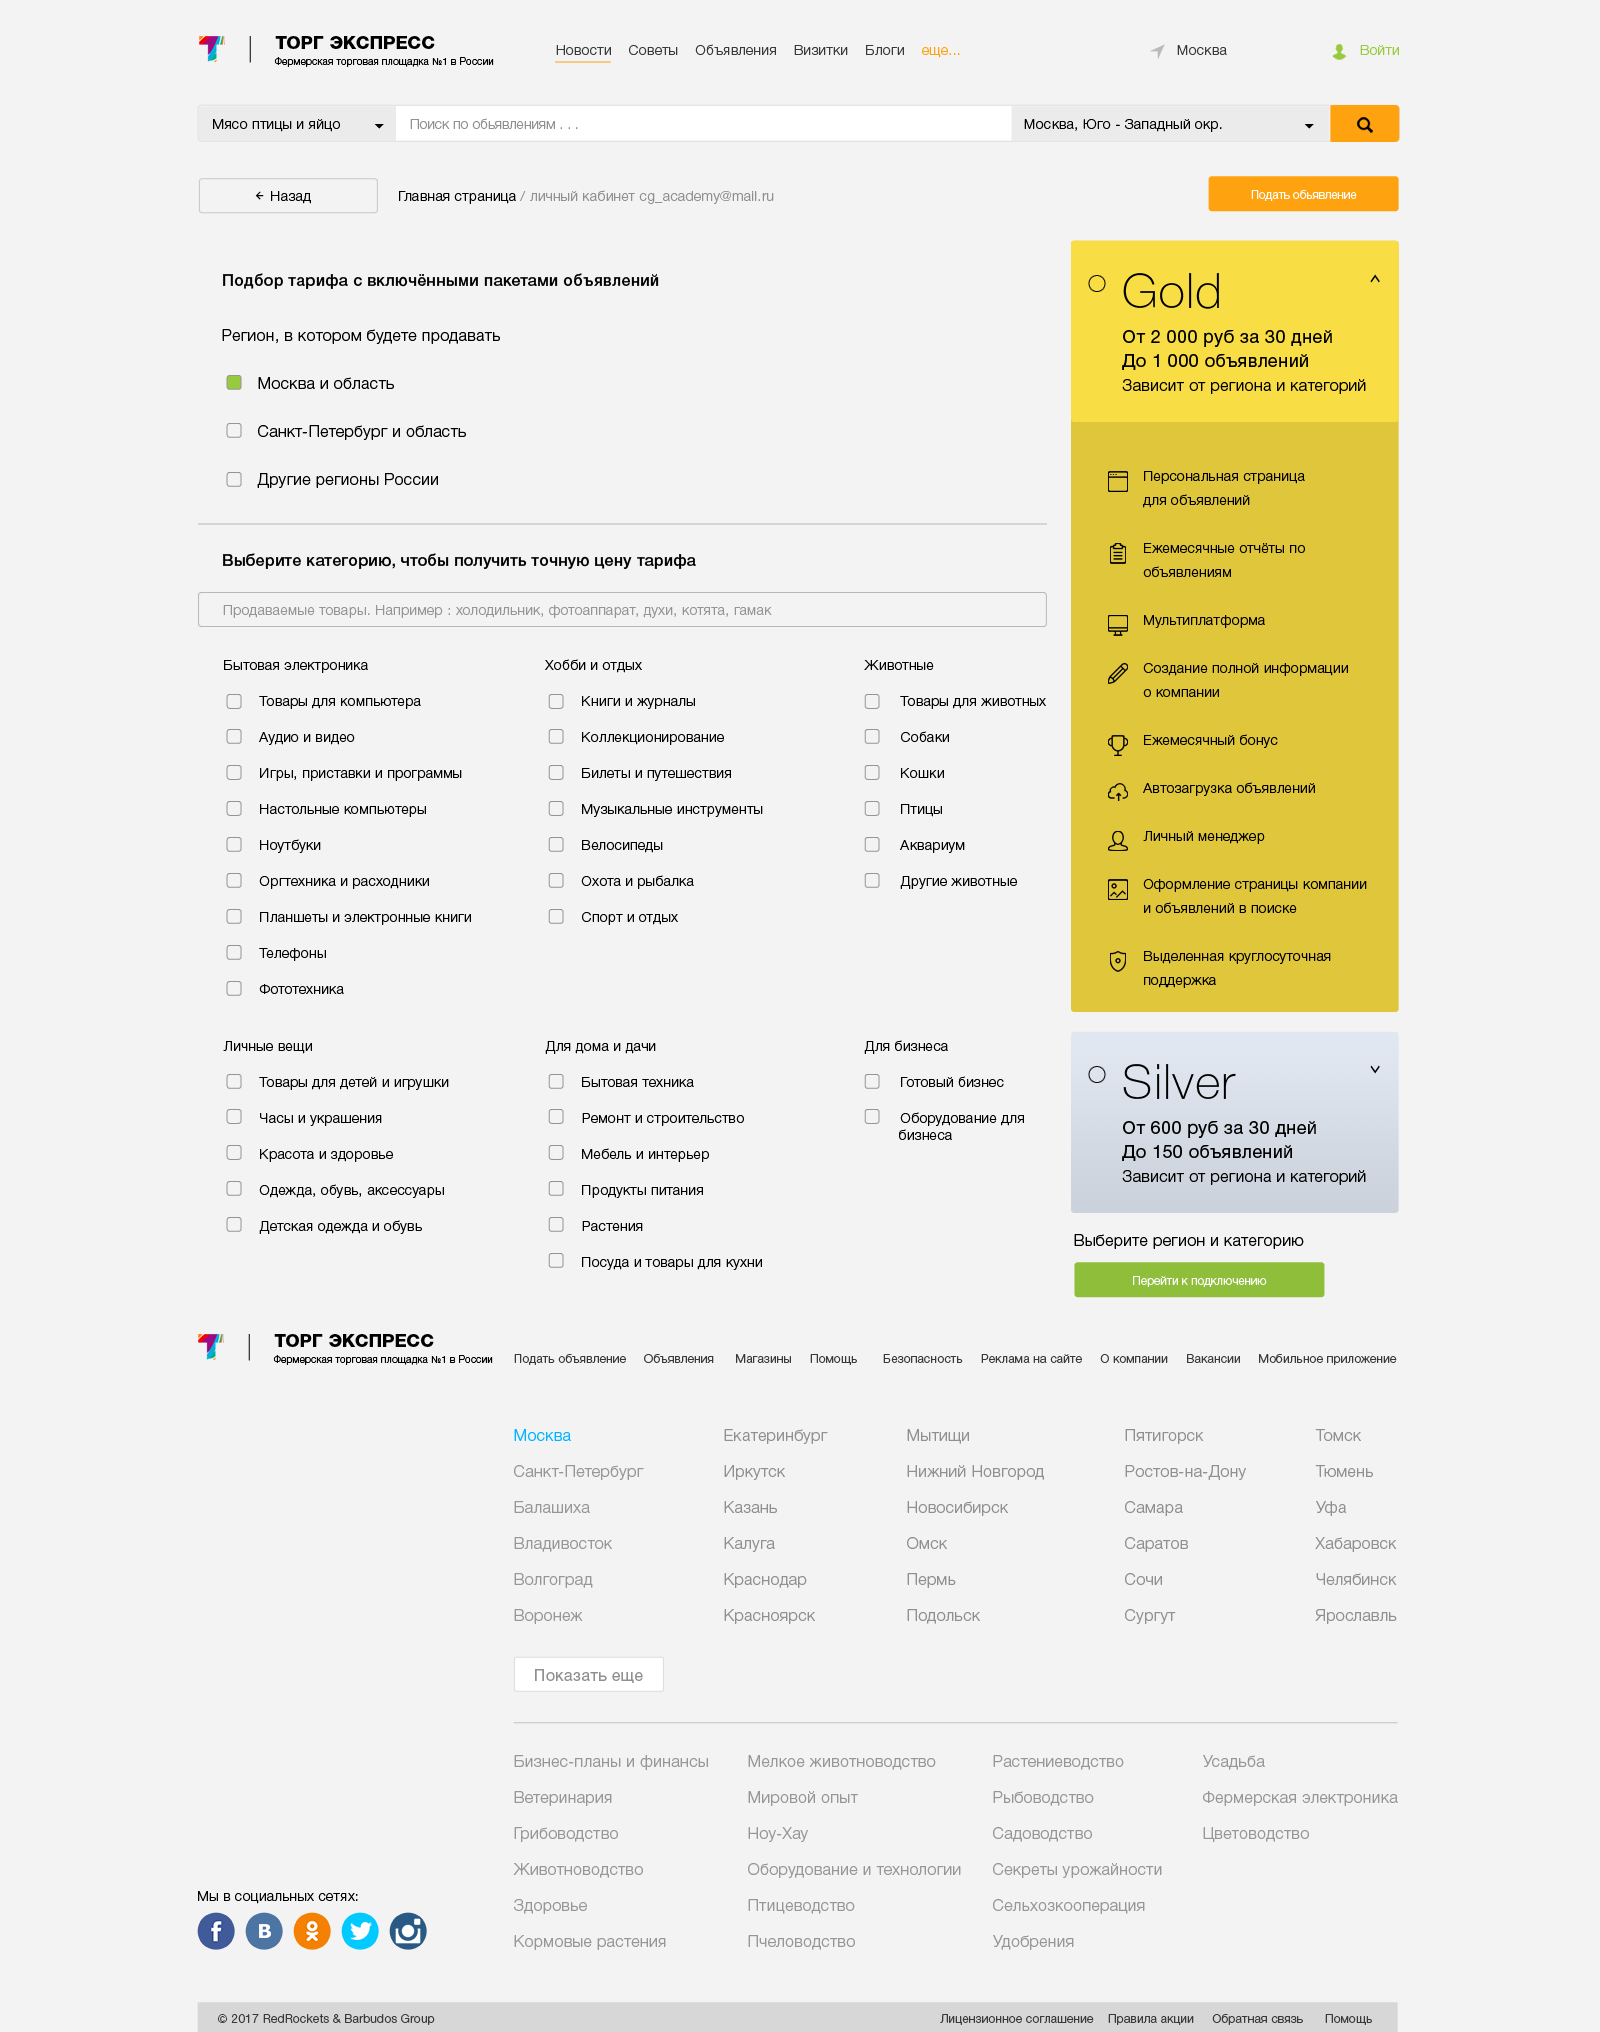 ТОРГ ЭКСПРЕСС
Фермерская торговая площадка №1 в России
Новости Советы Объявления Визитки Блоги еще...
Москва
Войти
Мясо птицы и яйцо
Поиск по обьявлениям . . .
Москва, Юго - Западный окр.
Назад
Главная страница / личный кабинет cg_academy@mail.ru
Подать обьявление
Подбор тарифа с включёнными пакетами объявлений
Регион, в котором будете продавать
Москва и область
Санкт-Петербург и область
Другие регионы России
Выберите категорию, чтобы получить точную цену тарифа
Продаваемые товары. Например : холодильник, фотоаппарат, духи, котята, гамак
Бытовая электроника
Товары для компьютера
Аудио и видео
Игры, приставки и программы
Настольные компьютеры
Ноутбуки
Оргтехника и расходники
Планшеты и электронные книги
Телефоны
Фототехника
Хобби и отдых
Книги и журналы
Коллекционирование
Билеты и путешествия
Музыкальные инструменты
Велосипеды
Охота и рыбалка
Спорт и отдых
Животные
Товары для животных
Собаки
Кошки
Птицы
Аквариум
Другие животные
Личные вещи
Товары для детей и игрушки
Часы и украшения
Красота и здоровье
Одежда, обувь, аксессуары
Детская одежда и обувь
Для дома и дачи
Бытовая техника
Ремонт и строительство
Мебель и интерьер
Продукты питания
Растения
Посуда и товары для кухни
Для бизнеса
Готовый бизнес
Оборудование для
бизнеса
Gold
От 2 000 руб за 30 дней
До 1 000 объявлений
Зависит от региона и категорий
Персональная страница
для объявлений
Ежемесячные отчёты по
объявлениям
Мультиплатформа
Создание полной информации
о компании
Ежемесячный бонус
Автозагрузка объявлений
Личный менеджер
Оформление страницы компании
и объявлений в поиске
Выделенная круглосуточная
поддержка
Silver
От 600 руб за 30 дней
До 150 объявлений
Зависит от региона и категорий
Выберите регион и категорию
Перейти к подключению
ТОРГ ЭКСПРЕСС
Фермерская торговая площадка №1 в России
Подать объявление Объявления Магазины Помощь Безопасность Реклама на сайте О компании Вакансии Мобильное приложение
Москва
Санкт-Петербург
Балашиха
Владивосток
Волгоград
Воронеж
Екатеринбург
Иркутск
Казань
Калуга
Краснодар
Красноярск
Мытищи
Нижний Новгород
Новосибирск
Омск
Пермь
Подольск
Пятигорск
Ростов-на-Дону
Самара
Саратов
Сочи
Сургут
Томск
Тюмень
Уфа
Хабаровск
Челябинск
Ярославль
Показать еще
Бизнес-планы и финансы
Ветеринария
Грибоводство
Животноводство
Здоровье
Кормовые растения
Мелкое животноводство
Мировой опыт
Ноу-Хау
Оборудование и технологии
Птицеводство
Пчеловодство
Растениеводство
Рыбоводство
Садоводство
Секреты урожайности
Сельхозкооперация
Удобрения
Усадьба
Фермерская электроника
Цветоводство
Мы в социальных сетях:
© 2017 RedRockets & Barbudos Group
Лицензионное соглашение Правила акции Обратная связь Помощь